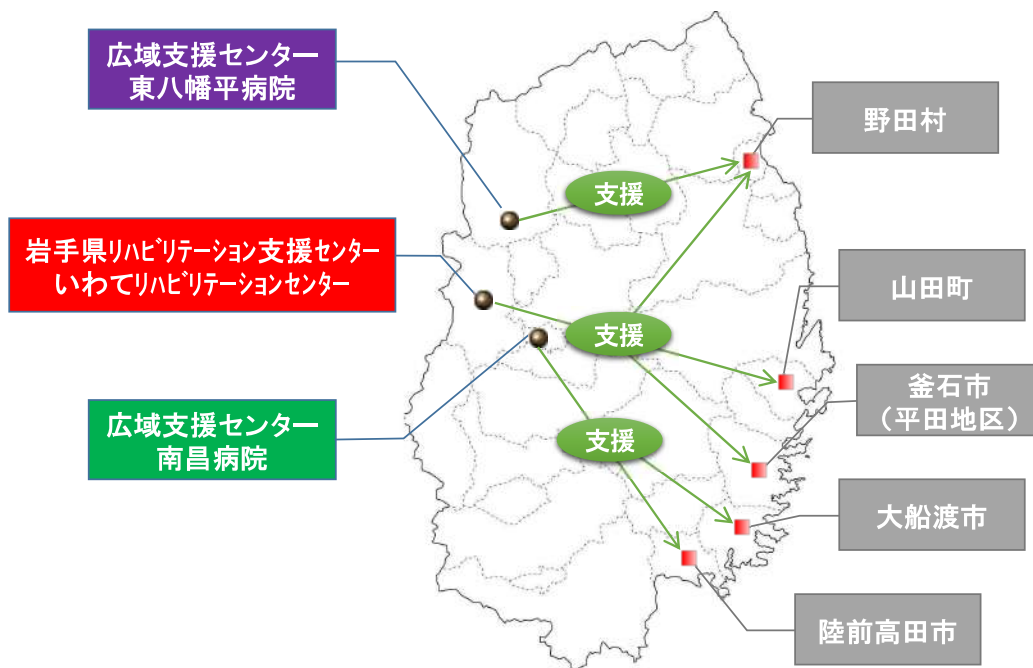 広域支援センター
東八幡平病院
野田村
支援
岩手県ﾘﾊﾋﾞﾘﾃｰｼｮﾝ支援ｾﾝﾀｰ
いわてﾘﾊﾋﾞﾘﾃｰｼｮﾝｾﾝﾀｰ
山田町
支援
釜石市
（平田地区）
広域支援センター
南昌病院
支援
大船渡市
陸前高田市